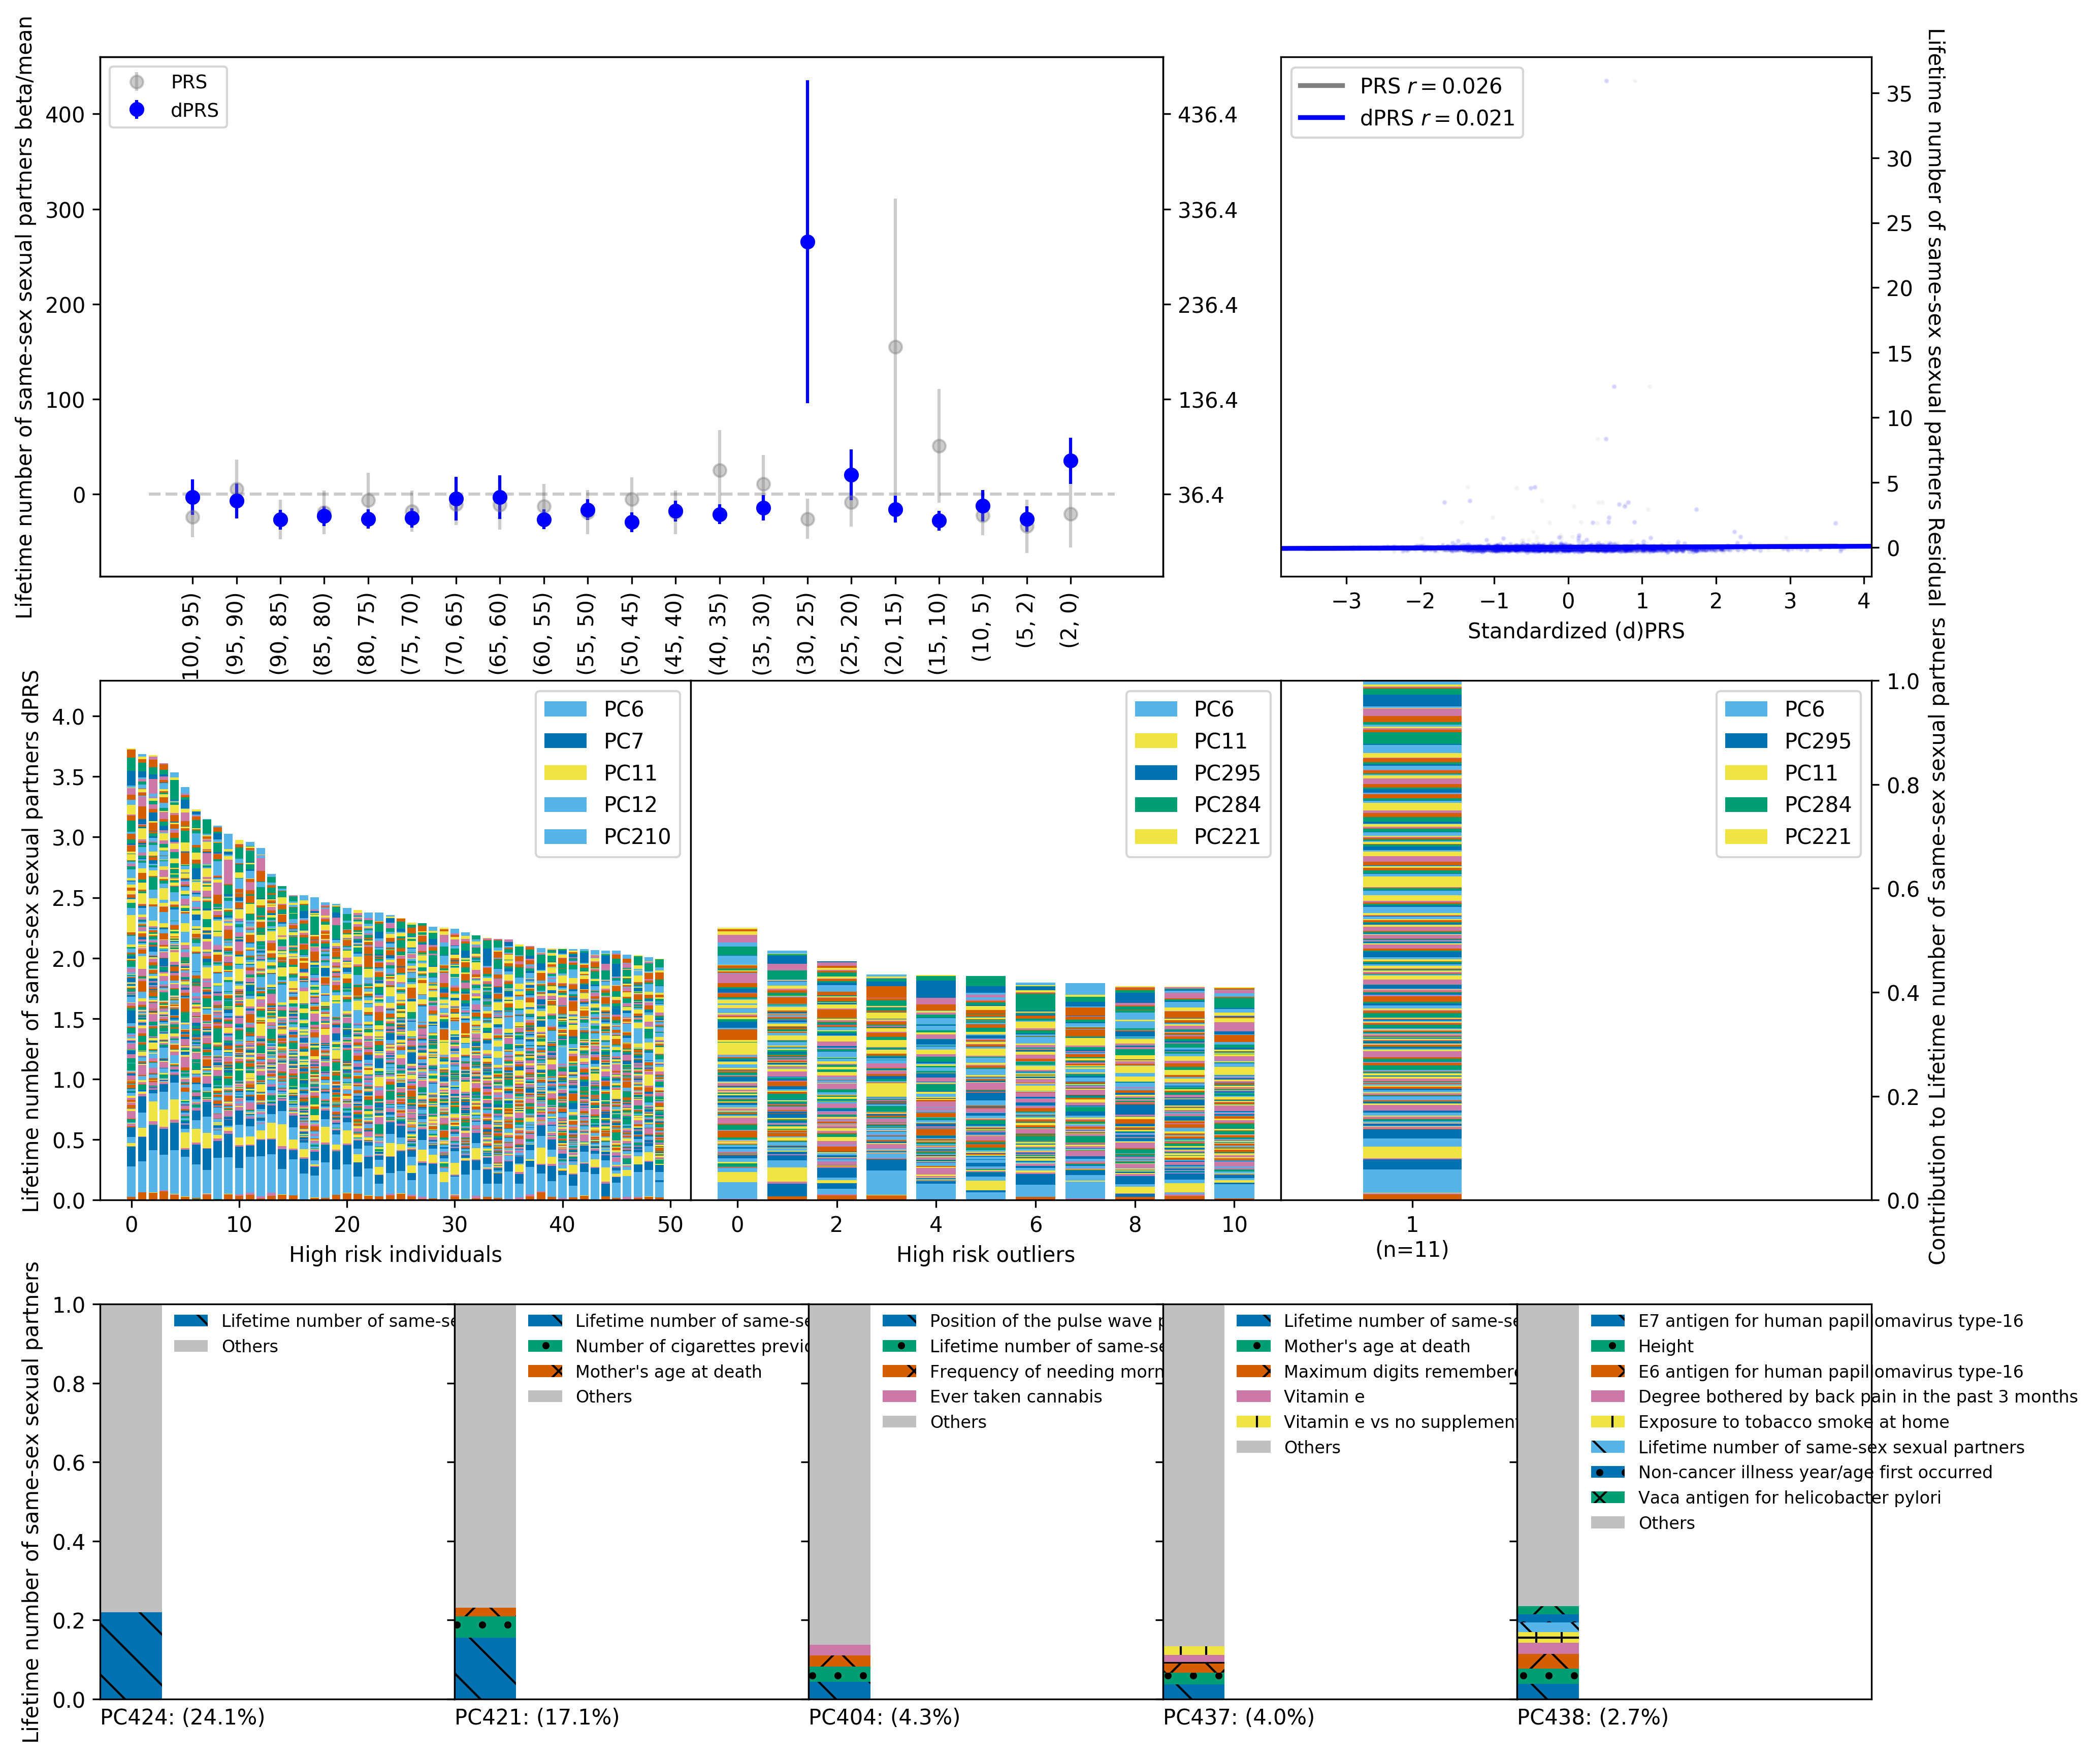 Lifetime number of same-sex sexual partners beta/mean
400
300
200
100
0
PRS
dPRS
436.4
336.4
236.4
136.4
36.4
100, 95)
(95, 90)
(90, 85)
(85, 80)
(80, 75)
(75, 70)
(70, 65)
(65, 60)
(60, 55)
(55, 50)
(50, 45)
(45, 40)
(40, 35)
(35, 30)
(30, 25)
(25, 20)
(20, 15)
(15, 10)
(10, 5)
(5, 2)
(2, 0)
PRS r = 0.026
dPRS r = 0.021
35
30
25
20
15
10
5
0
Lifetime number of same-sex sexual partners Residual
−3 −2 −1 0 1 2 3 4
Standardized (d)PRS
Lifetime number of same-sex sexual partners dPRS
4.0
3.5
3.0
2.5
2.0
1.5
1.0
0.5
0.0
PC6
PC7
PC11
PC12
PC210
0 10 20 30 40 50
High risk individuals
PC6
PC11
PC295
PC284
PC221
0 2 4 6 8 10
High risk outliers
PC6
PC295
PC11
PC284
PC221
1
(n=11)
1.0
0.8
0.6
0.4
0.2
0.0
Contribution to Lifetime number of same-sex sexual partners
Lifetime number of same-sex sexual partners
1.0
0.8
0.6
0.4
0.2
0.0
Lifetime number of same-se
Others
PC424: (24.1%)
Lifetime number of same-se
Number of cigarettes previo
Mother's age at death
Others
PC421: (17.1%)
Position of the pulse wave p
Lifetime number of same-se
Frequency of needing morn
Ever taken cannabis
Others
PC404: (4.3%)
Lifetime number of same-se
Mother's age at death
Maximum digits remembere
Vitamin e
Vitamin e vs no supplement
Others
PC437: (4.0%)
E7 antigen for human papillomavirus type-16
Height
E6 antigen for human papillomavirus type-16
Degree bothered by back pain in the past 3 months
Exposure to tobacco smoke at home
Lifetime number of same-sex sexual partners
Non-cancer illness year/age first occurred
Vaca antigen for helicobacter pylori
Others
PC438: (2.7%)